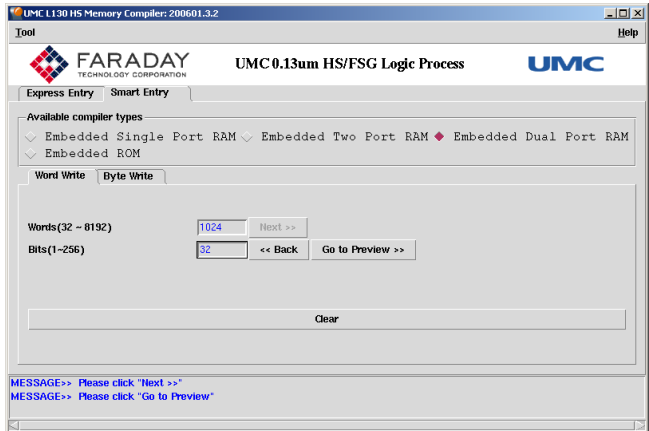 UMC L130 HS Memory Compiler: 200601.3.2
Tool Help
FARADAY
TECHNOLOGY CORPORATION
UMC 0.13um HS/FSG Logic Process
UMC
Express Entry Smart Entry
Available compiler types
Embedded Single Port RAM Embedded Two Port RAM Embedded Dual Port RAM
Embedded ROM
Word Write Byte Write
Words(32 ~ 8192) 1024 Next >>
Bits(1~256) 32 << Back Go to Preview >>
Clear
MESSAGE>> Please click "Next >>"
MESSAGE>> Please click "Go to Preview"